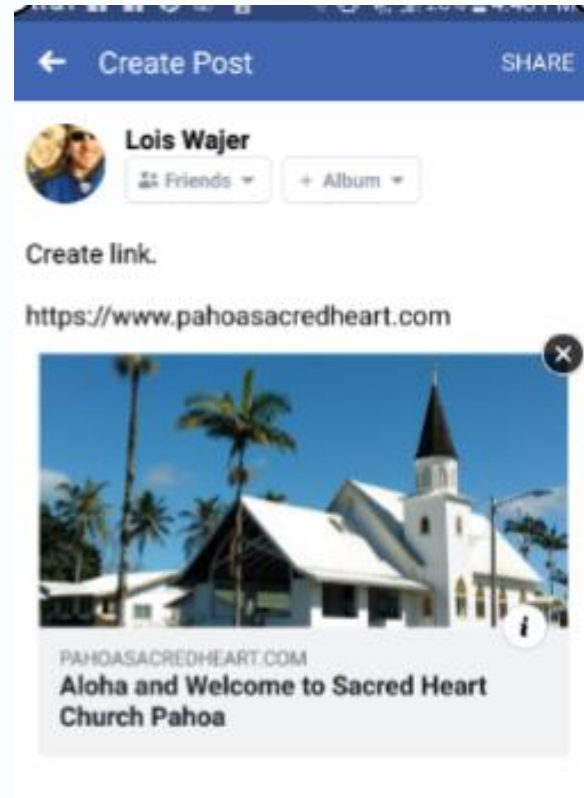 Create Post
SHARE
Lois Wajer
Friends
+ Album
Create link.
https://www.pahoasacredheart.com
i
PAHOASACREDHEART.COM
Aloha and Welcome to Sacred Heart
Church Pahoa